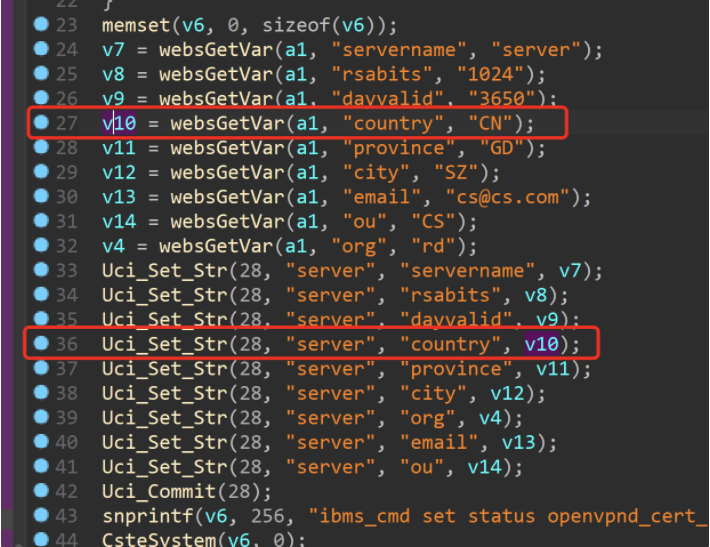 22 }
23 memset(v6, 0, sizeof(v6));
24 v7 = websGetVar(a1, "servername", "server");
25 v8 = websGetVar(a1, "rsabits", "1024");
26 v9 = websGetVar(a1, "dayvalid", "3650");
27 v10 = websGetVar(a1, "country", "CN");
28 v11 = websGetVar(a1, "province", "GD");
29 v12 = websGetVar(a1, "city", "SZ");
30 v13 = websGetVar(a1, "email", "cs@cs.com");
31 v14 = websGetVar(a1, "ou", "CS");
32 v4 = websGetVar(a1, "org", "rd");
33 Uci_Set_Str(28, "server", "servername", v7);
34 Uci_Set_Str(28, "server", "rsabits", v8);
35 Uci_Set_Str(28, "server", "dayvalid", v9);
36 Uci_Set_Str(28, "server", "country", v10);
37 Uci_Set_Str(28, "server", "province", v11);
38 Uci_Set_Str(28, "server", "city", v12);
39 Uci_Set_Str(28, "server", "org", v4);
40 Uci_Set_Str(28, "server", "email", v13);
41 Uci_Set_Str(28, "server", "ou", v14);
42 Uci_Commit(28);
43 snprintf(v6, 256, "ibms_cmd set status openvpnd_cert_
44 CsteSystem(v6, 0);